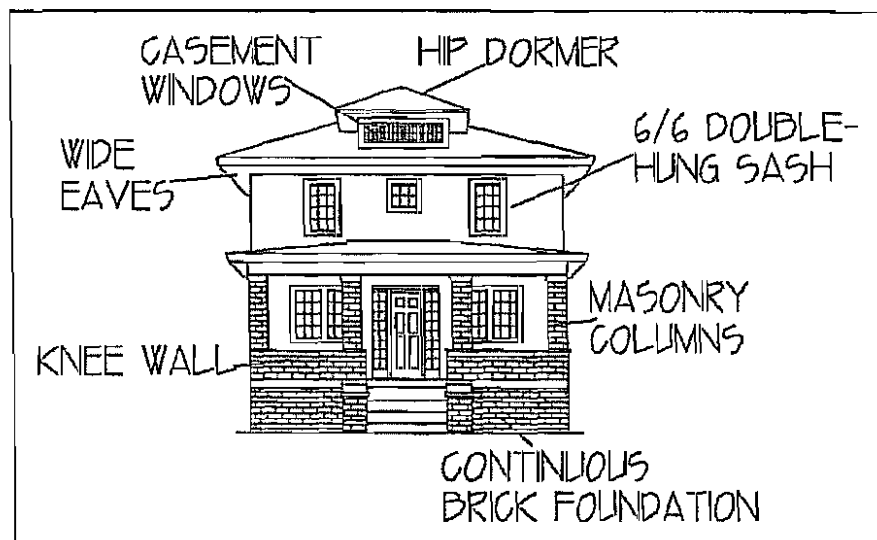 CASEMENT
WINDOWS
HIP DORMER
6/6 DOUBLE-
HUNG SASH
WIDE
EAVES
MASONRY
COLUMNS
KNEE WALL
CONTINUOUS
BRICK FOUNDATION